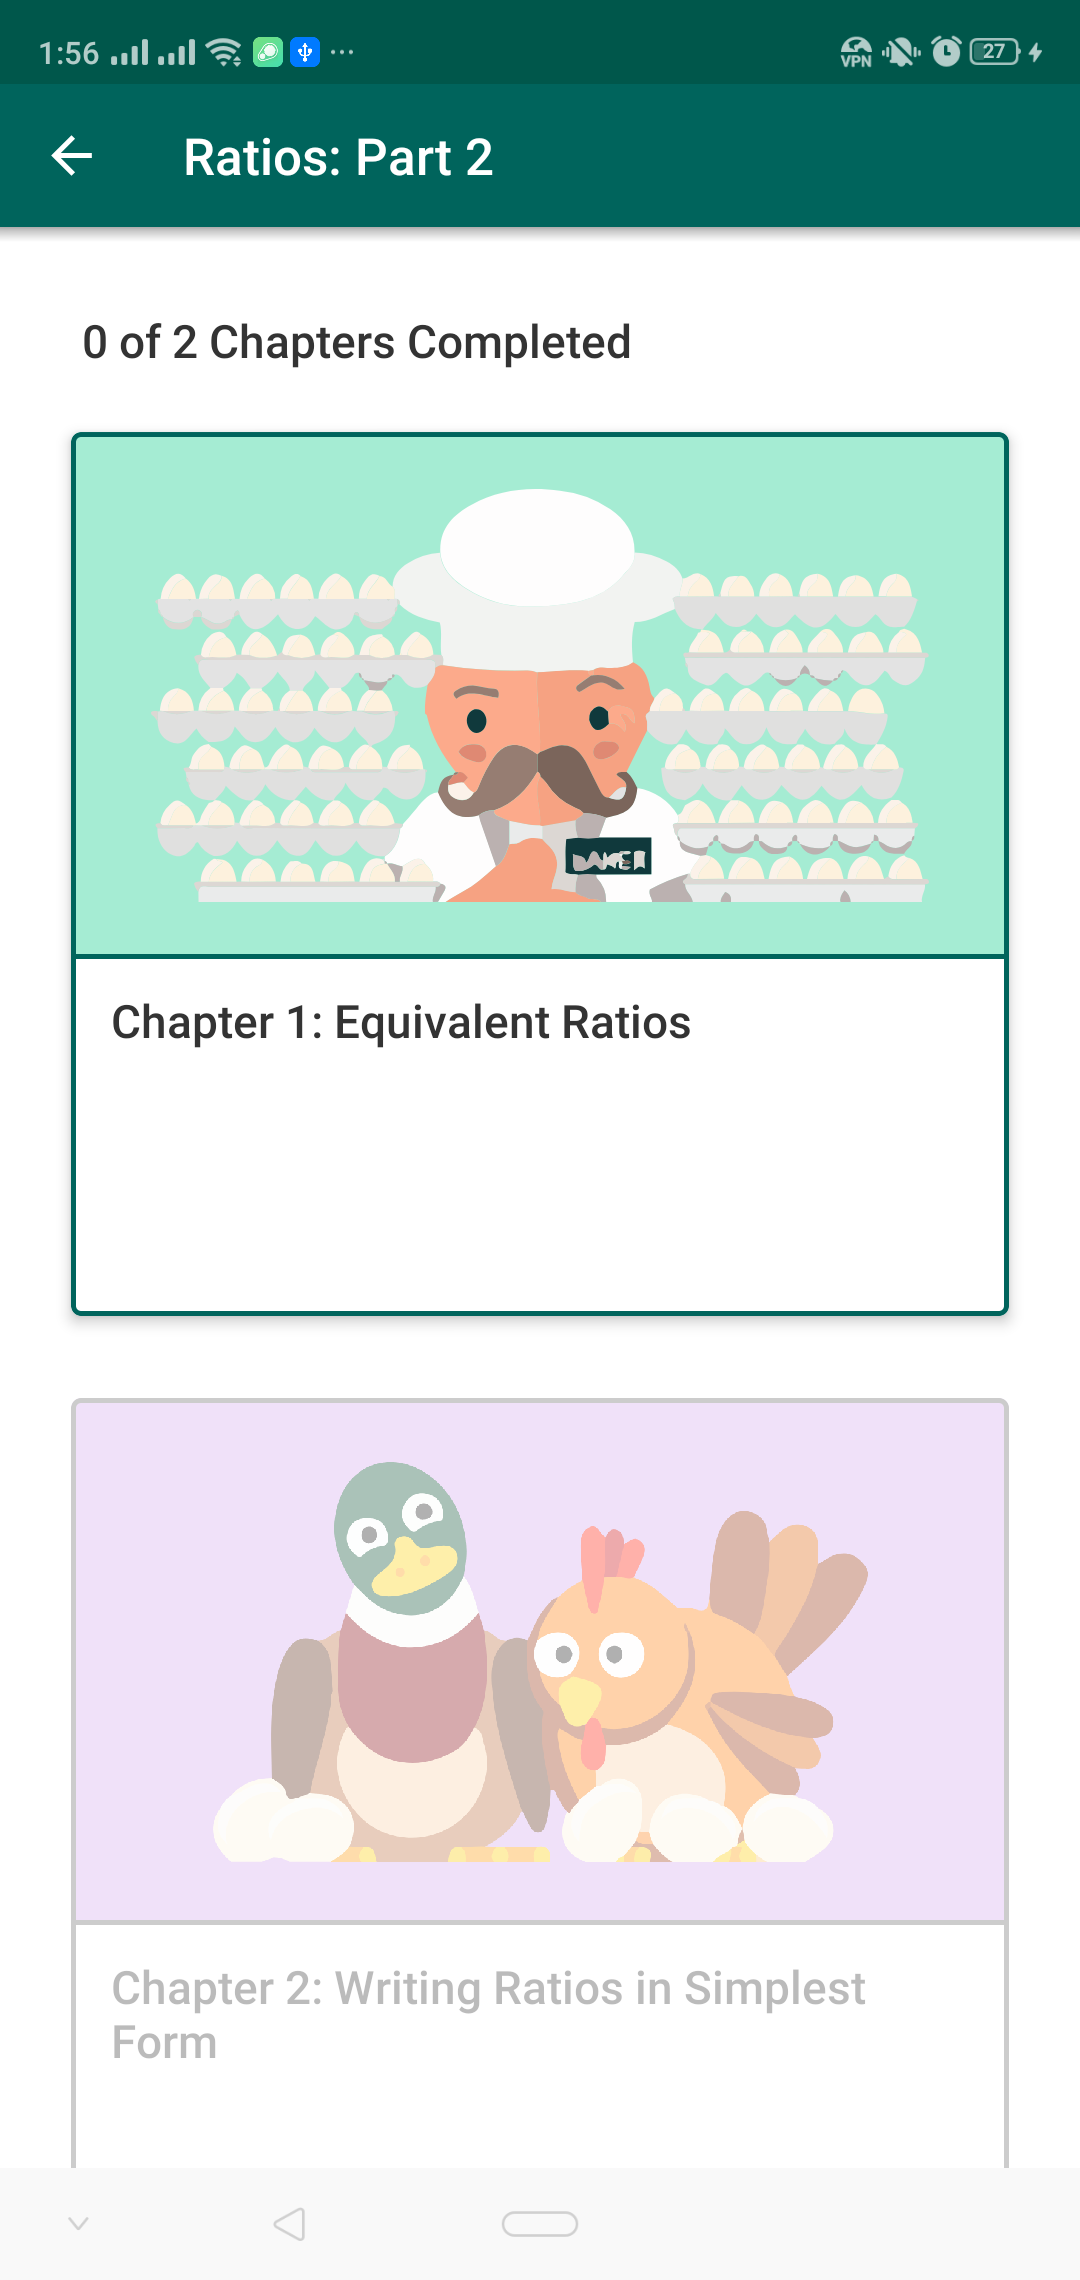 1:56
VPN
27
Ratios: Part 2
0 of 2 Chapters Completed
BAKER
Chapter 1: Equivalent Ratios
Chapter 2: Writing Ratios in Simplest
Form